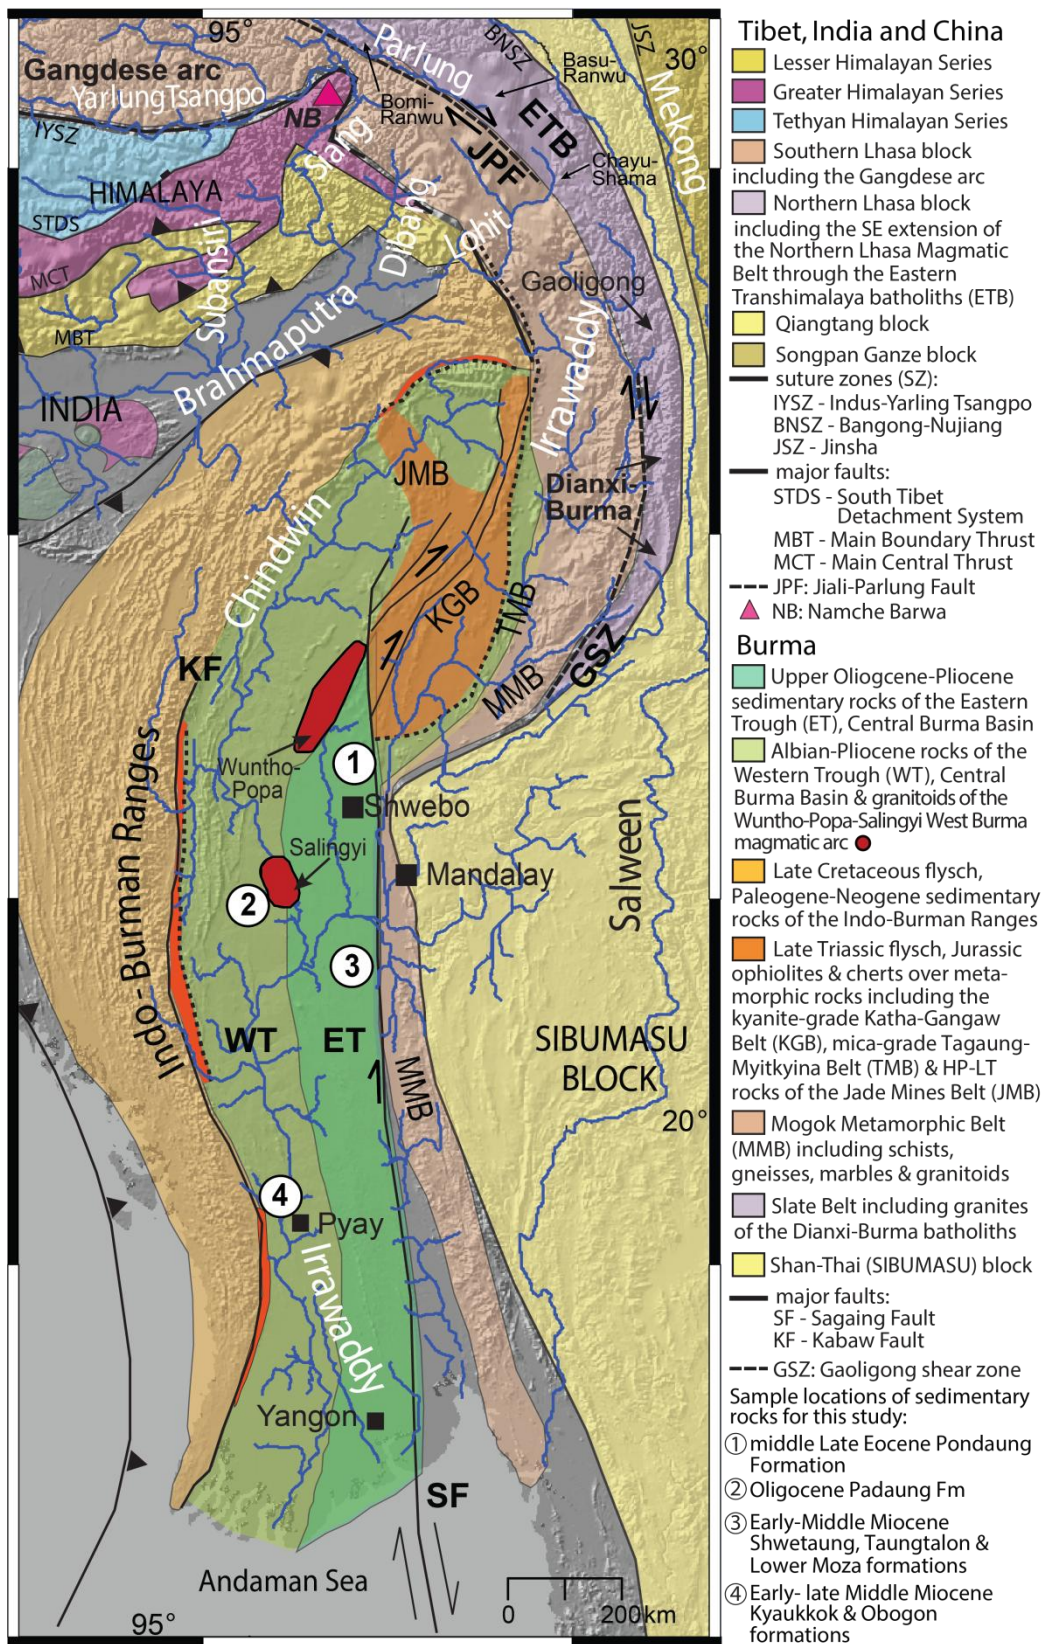 95°
30°
Parlung
BNSZ
JSZ
Basu-
Ranwu
Mekong
Gangdese arc
YarlungTsangpo
Bomi-
Ranwu
NB
ETB
IYSZ
Siang
JPF
Chayu-
Shama
HIMALAYA
STDS
Dibang
Lohit
Subansiri
MCT
Gaoligong
MBT
Brahmaputra
Irrawaddy
INDIA
JMB
Dianxi-
Burma
Chindwin
KGB
TMB
KF
GSZ
MMB
Wuntho-
Popa
1
Shwebo
Indo-Burman Ranges
Salingyi
Mandalay
Salween
2
3
WT
ET
SIBUMASU
BLOCK
MMB
20°
4
Pyay
Irrawaddy
Yangon
SF
Andaman Sea
0
200km
95°
Tibet, India and China
Lesser Himalayan Series
Greater Himalayan Series
Tethyan Himalayan Series
Southern Lhasa block
including the Gangdese arc
Northern Lhasa block
including the SE extension of
the Northern Lhasa Magmatic
Belt through the Eastern
Transhimalaya batholiths (ETB)
Qiangtang block
Songpan Ganze block
suture zones (SZ):
IYSZ - Indus-Yarling Tsangpo
BNSZ - Bangong-Nujiang
JSZ - Jinsha
major faults:
STDS - South Tibet
Detachment System
MBT - Main Boundary Thrust
MCT - Main Central Thrust
JPF: Jiali-Parlung Fault
NB: Namche Barwa
Burma
Upper Oliogcene-Pliocene
sedimentary rocks of the Eastern
Trough (ET), Central Burma Basin
Albian-Pliocene rocks of the
Western Trough (WT), Central
Burma Basin & granitoids of the
Wuntho-Popa-Salingyi West Burma
magmatic arc
Late Cretaceous flysch,
Paleogene-Neogene sedimentary
rocks of the Indo-Burman Ranges
Late Triassic flysch, Jurassic
ophiolites & cherts over meta-
morphic rocks including the
kyanite-grade Katha-Gangaw
Belt (KGB), mica-grade Tagaung-
Myitkyina Belt (TMB) & HP-LT
rocks of the Jade Mines Belt (JMB)
Mogok Metamorphic Belt
(MMB) including schists,
gneisses, marbles & granitoids
Slate Belt including granites
of the Dianxi-Burma batholiths
Shan-Thai (SIBUMASU) block
major faults:
SF - Sagaing Fault
KF - Kabaw Fault
GSZ: Gaoligong shear zone
Sample locations of sedimentary
rocks for this study:
1 middle Late Eocene Pondaung
Formation
2 Oligocene Padaung Fm
3 Early-Middle Miocene
Shwetaung, Taungtalon &
Lower Moza formations
4 Early- late Middle Miocene
Kyaukkok & Obogon
formations